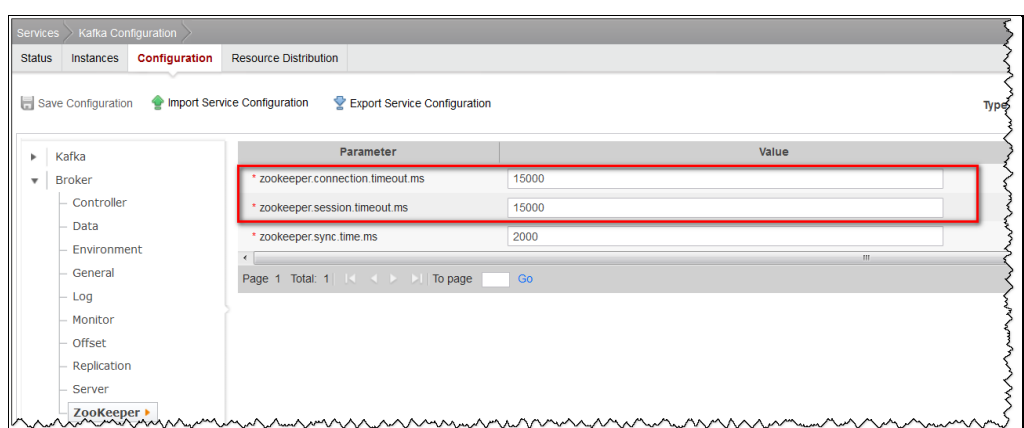 Services > Kafka Configuration >
Status Instances Configuration Resource Distribution
Save Configuration Import Service Configuration Export Service Configuration
Type
Kafka
Broker
Controller
Data
Environment
General
Log
Monitor
Offset
Replication
Server
ZooKeeper
Parameter Value
* zookeeper.connection.timeout.ms 15000
* zookeeper.session.timeout.ms 15000
* zookeeper.sync.time.ms 2000
Page 1 Total: 1 To page Go